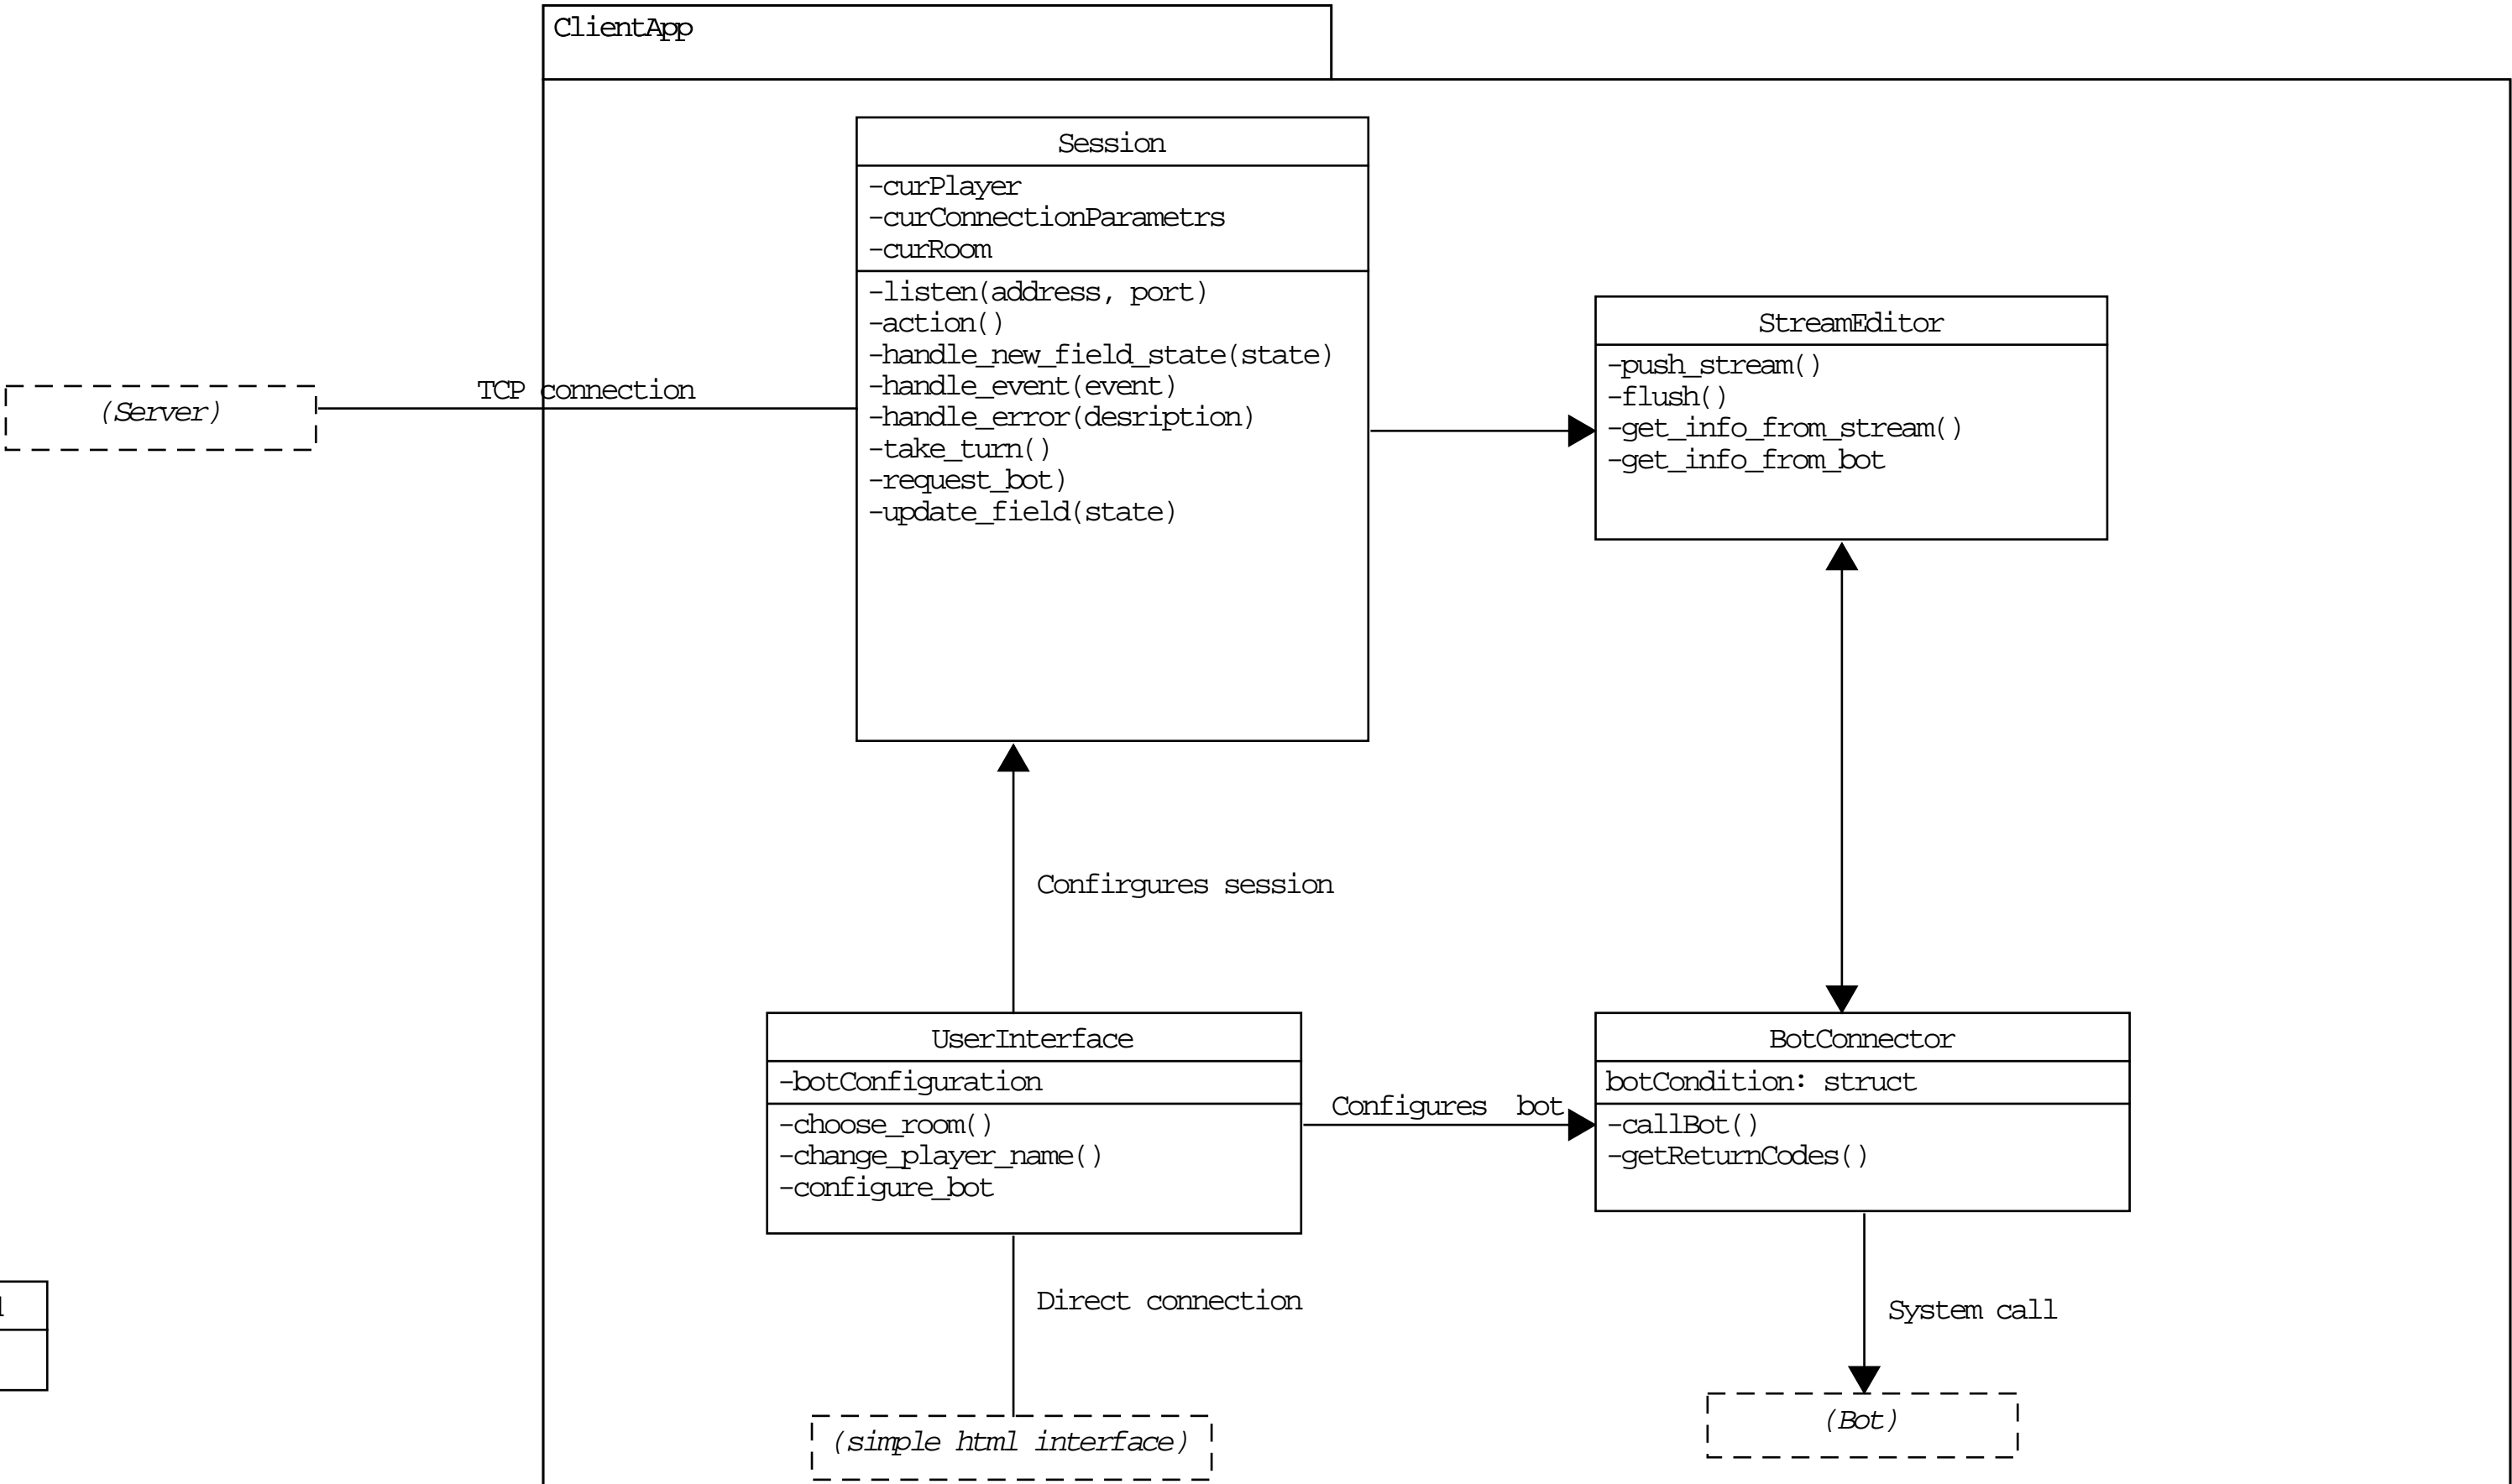 ClientApp
Session
-curPlayer
-curConnectionParametrs
-curRoom
-listen(address, port)
-action()
-handle_new_field_state(state)
-handle_event(event)
-handle_error(desription)
-take_turn()
-request_bot)
-update_field(state)
StreamEditor
-push_stream()
-flush()
-get_info_from_stream()
-get_info_from_bot
TCP connection
(Server)
Confirgures session
UserInterface
-botConfiguration
-choose_room()
-change_player_name()
-configure_bot
Configures  bot
BotConnector
botCondition: struct
-callBot()
-getReturnCodes()
Direct connection
System call
(simple html interface)
(Bot)